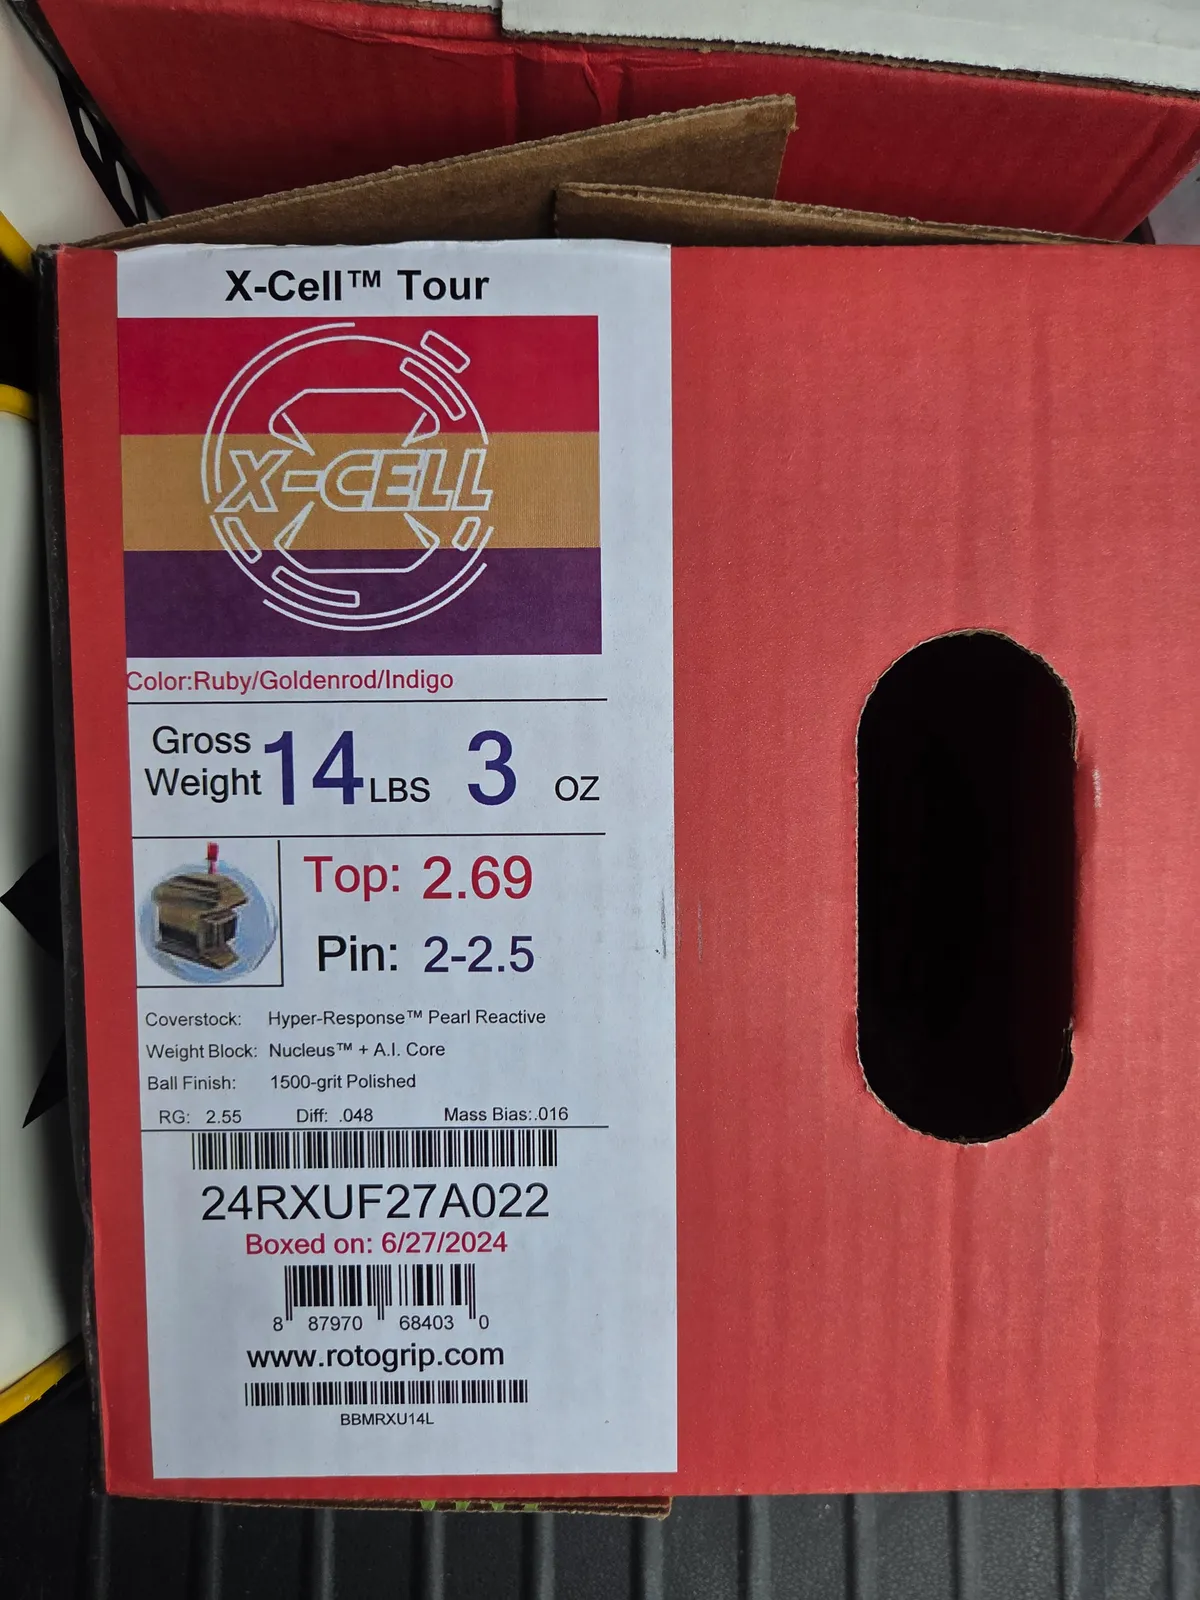 X-Cell™ Tour
X-CELL
Color:Ruby/Goldenrod/Indigo
Gross Weight 14 LBS 3 OZ
Top: 2.69
Pin: 2-2.5
Coverstock: Hyper-Response™ Pearl Reactive
Weight Block: Nucleus™ + A.I. Core
Ball Finish: 1500-grit Polished
RG: 2.55 Diff: .048 Mass Bias:.016
24RXUF27A022
Boxed on: 6/27/2024
8 87970 68403 0
www.rotogrip.com
BBMRXU14L